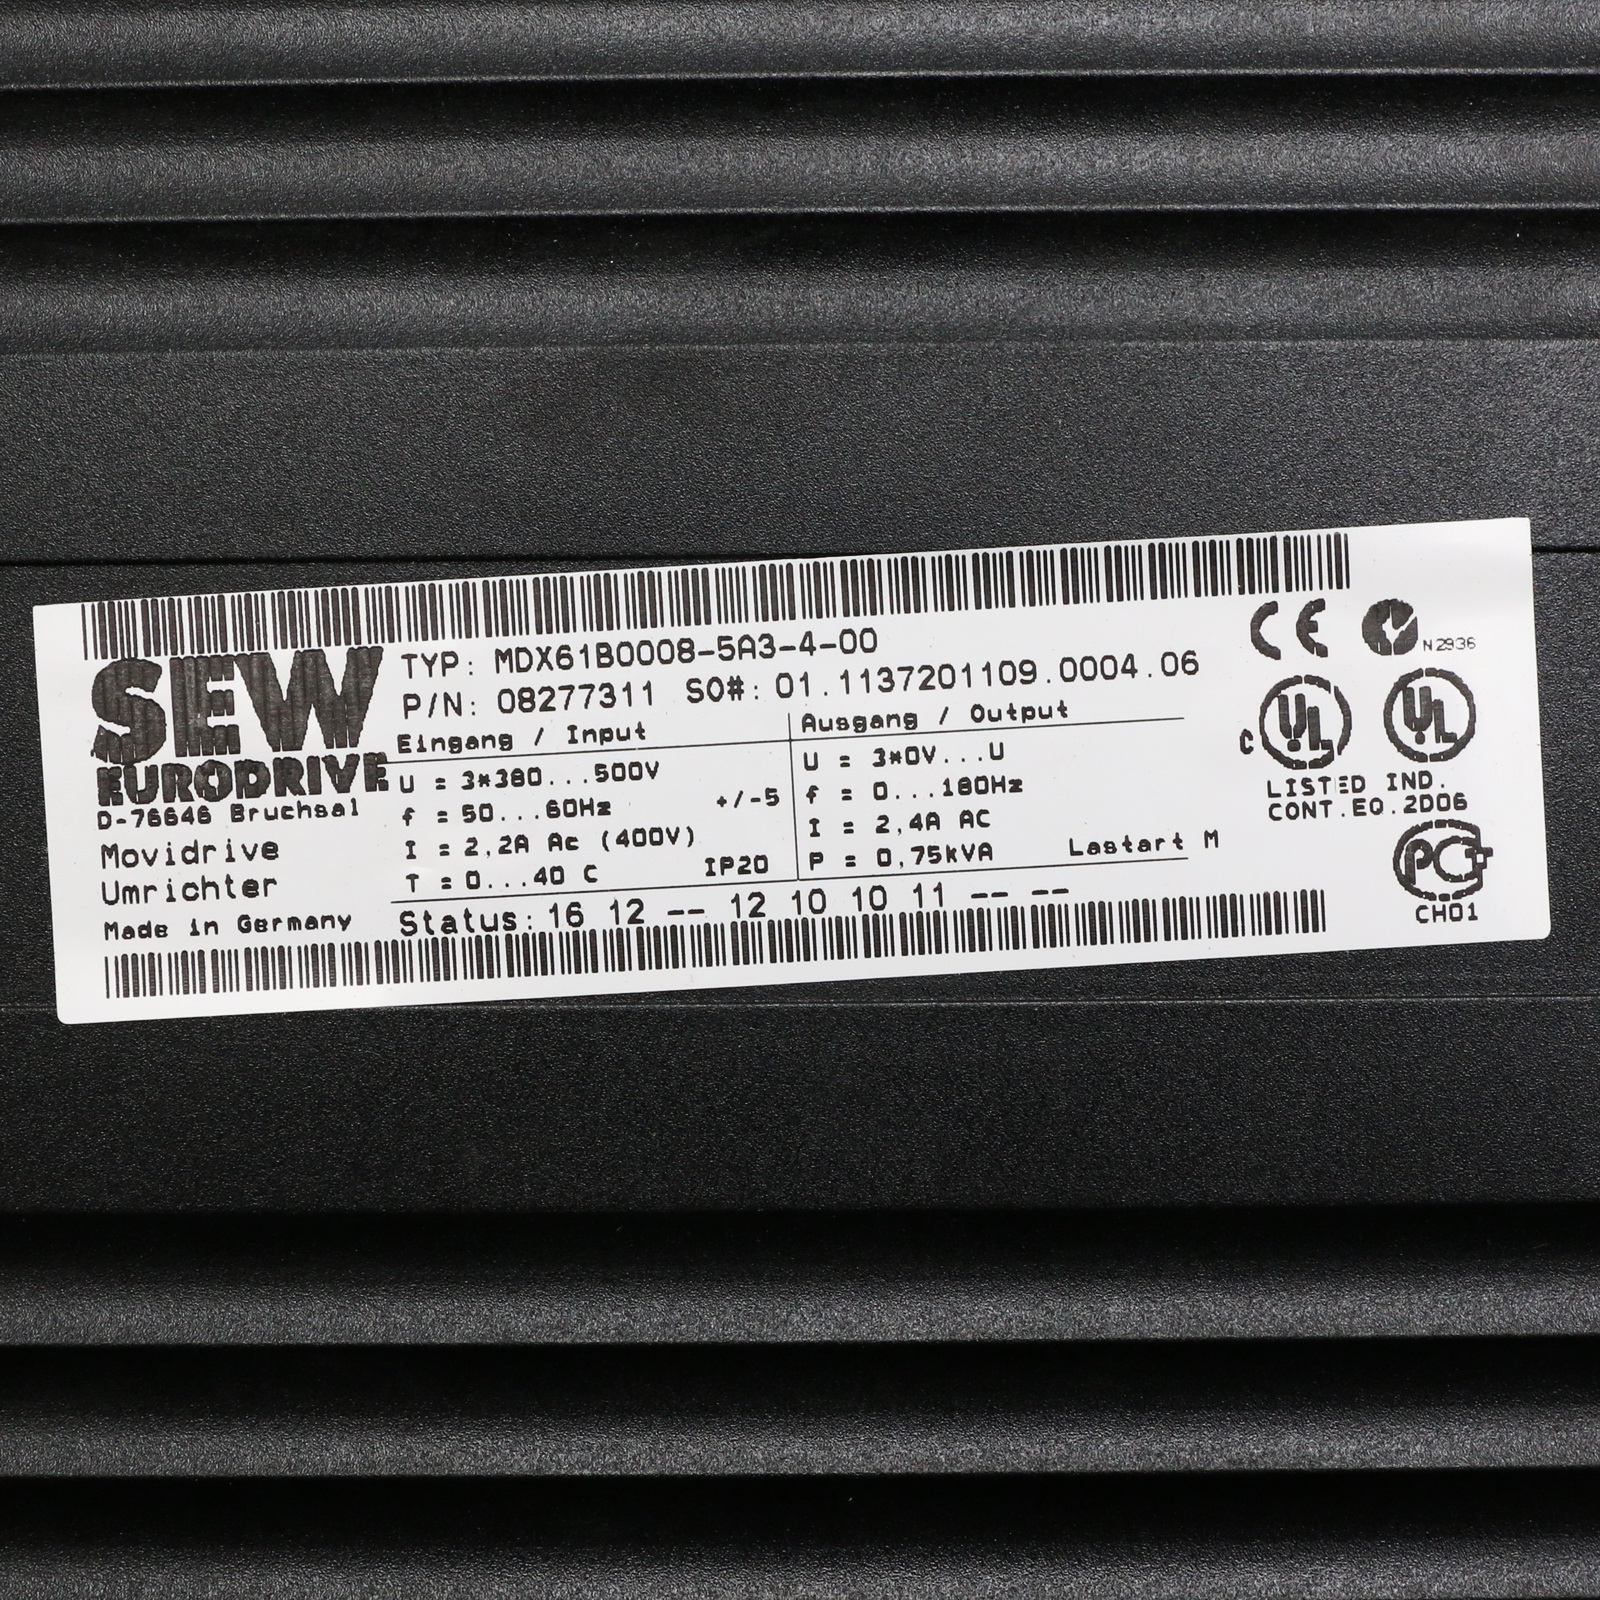 SEW
EURODRIVE
D-76646 Bruchsal
Movidrive
Umrichter
Made in Germany
TYP: MDX61B0008-5A3-4-00
P/N: 08277311 SO#: 01.1137201109.0004.06
Eingang / Input
U = 3*380...500V
f = 50...60Hz +/-5
I = 2,2A Ac (400V)
T = 0...40 C IP20
Ausgang / Output
U = 3*0V...U
f = 0...180Hz
I = 2,4A AC
P = 0,75kVA Lastart M
Status: 16 12 -- 12 10 10 11 -- --
CE N2936
c UL UL
LISTED IND.
CONT.EQ.2D06
PCT
CH01